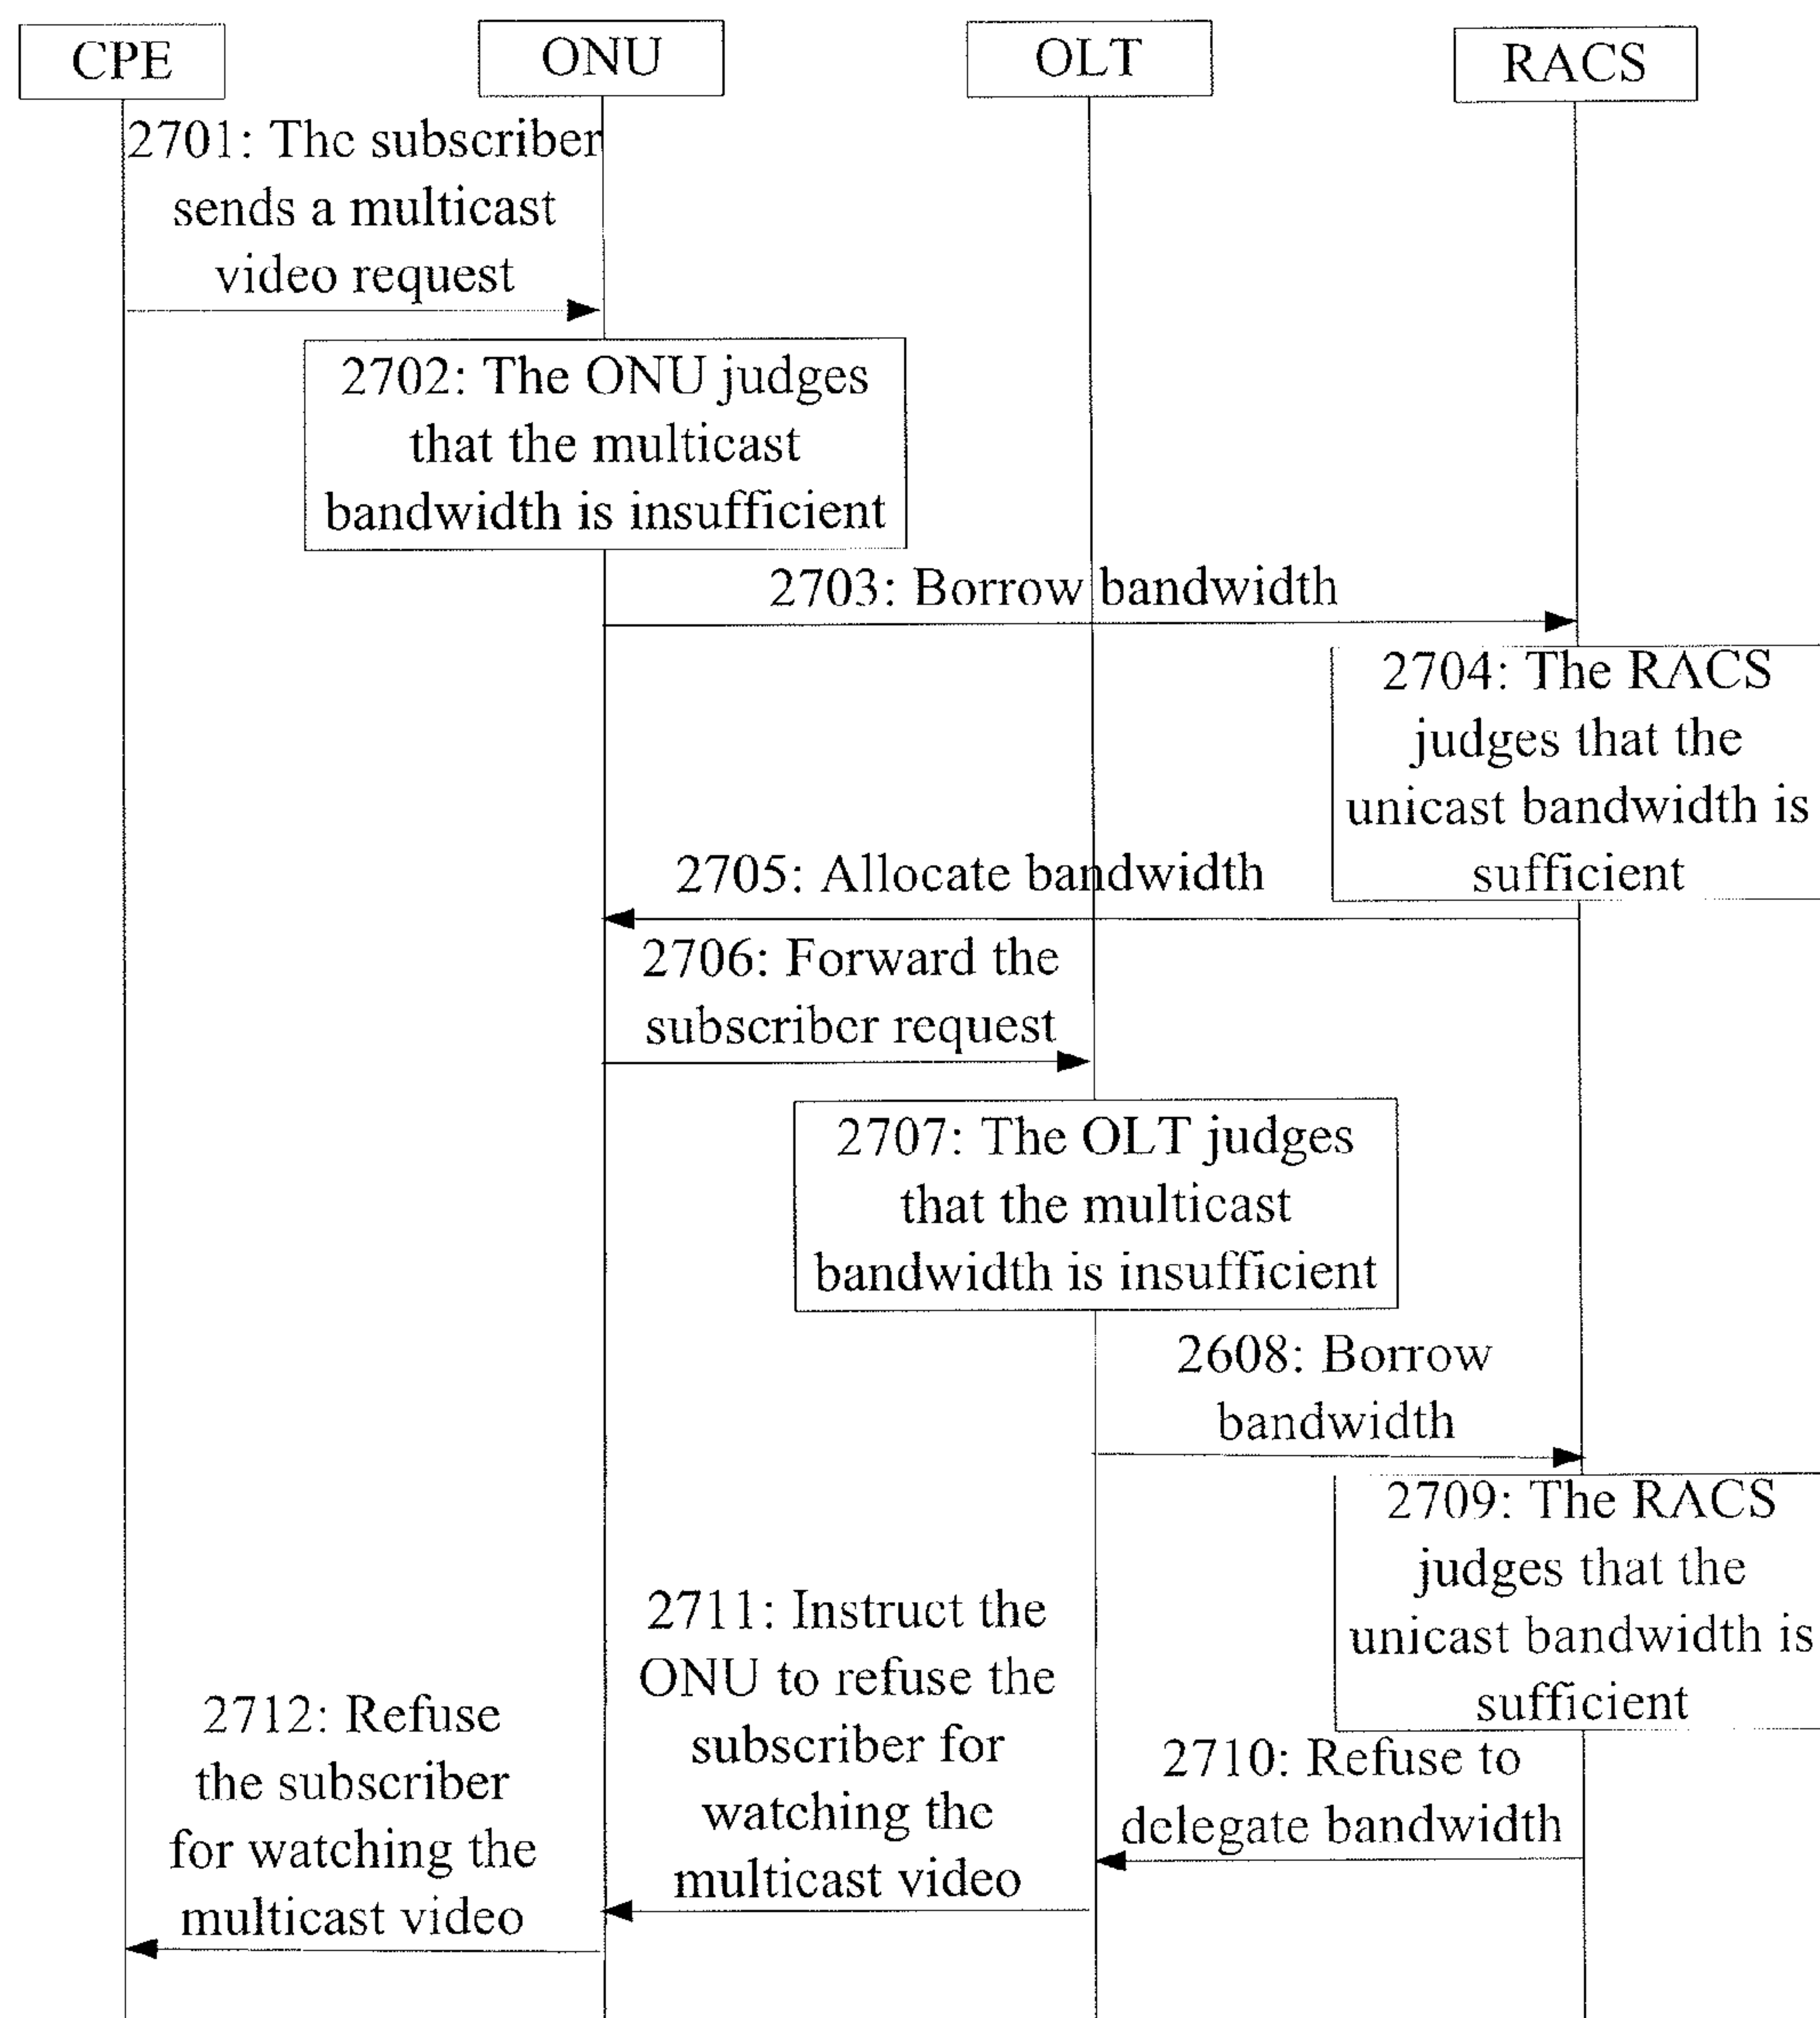 CPE
ONU
OLT
RACS
2701: The subscriber
sends a multicast
video request
2702: The ONU judges
that the multicast
bandwidth is insufficient
2703: Borrow bandwidth
2704: The RACS
judges that the
unicast bandwidth is
sufficient
2705: Allocate bandwidth
2706: Forward the
subscriber request
2707: The OLT judges
that the multicast
bandwidth is insufficient
2608: Borrow
bandwidth
2709: The RACS
judges that the
unicast bandwidth is
sufficient
2710: Refuse to
delegate bandwidth
2711: Instruct the
ONU to refuse the
subscriber for
watching the
multicast video
2712: Refuse
the subscriber
for watching the
multicast video